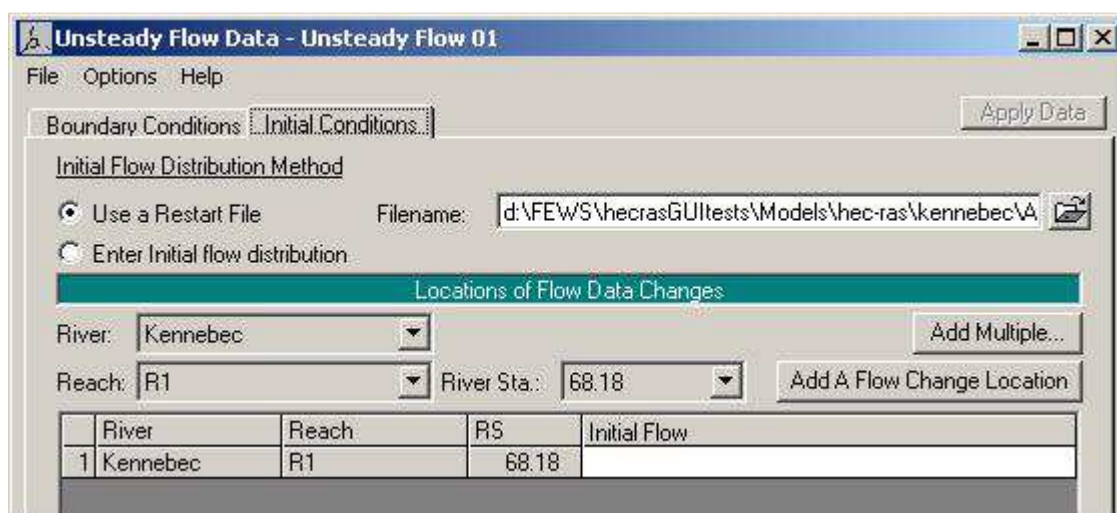 Unsteady Flow Data - Unsteady Flow 01
File Options Help
Boundary Conditions Initial Conditions Apply Data
Initial Flow Distribution Method
Use a Restart File Filename: d:\FEWS\hecrasGUItests\Models\hec-ras\kennebec\A
Enter Initial flow distribution
Locations of Flow Data Changes
River: Kennebec Add Multiple...
Reach: R1 River Sta.: 68.18 Add A Flow Change Location
River Reach RS Initial Flow
1 Kennebec R1 68.18